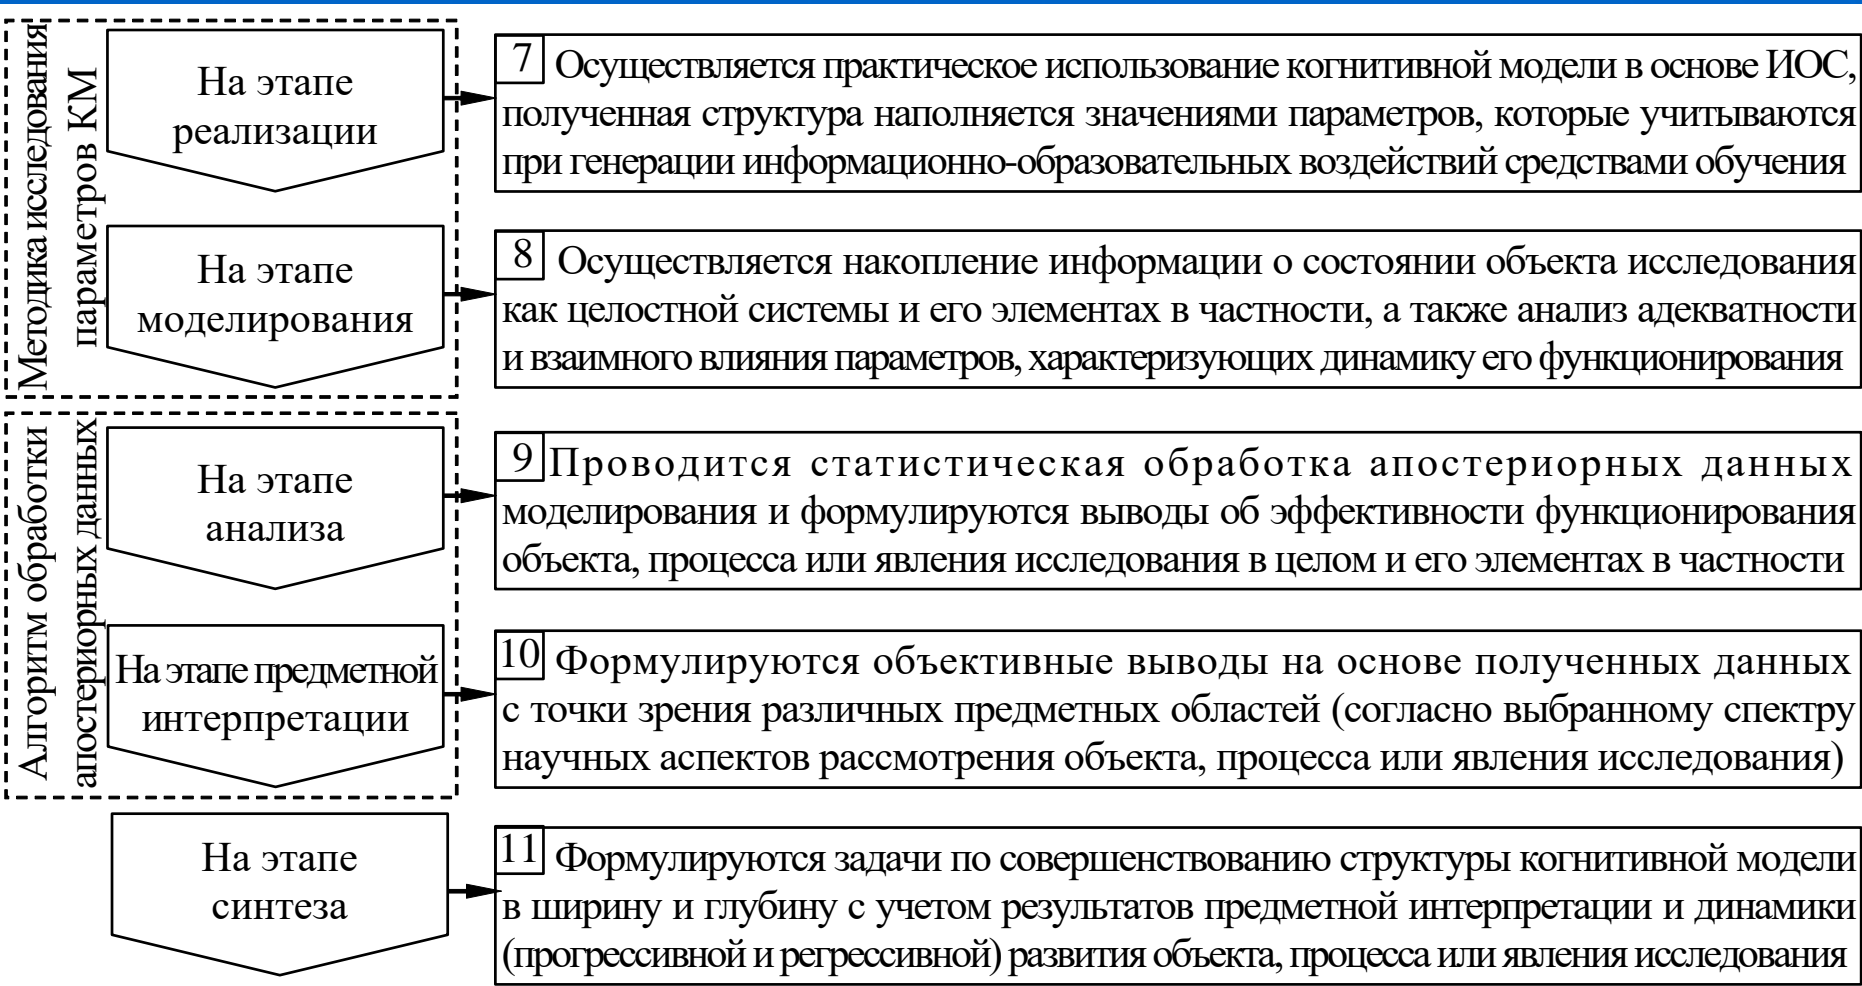 Методика исследования
параметров КМ
На этапе
реализации
7 Осуществляется практическое использование когнитивной модели в основе ИОС,
полученная структура наполняется значениями параметров, которые учитываются
при генерации информационно-образовательных воздействий средствами обучения
На этапе
моделирования
8 Осуществляется накопление информации о состоянии объекта исследования
как целостной системы и его элементах в частности, а также анализ адекватности
и взаимного влияния параметров, характеризующих динамику его функционирования
Алгоритм обработки
апостериорных данных
На этапе
анализа
9 Проводится статистическая обработка апостериорных данных
моделирования и формулируются выводы об эффективности функционирования
объекта, процесса или явления исследования в целом и его элементах в частности
На этапе предметной
интерпретации
10 Формулируются объективные выводы на основе полученных данных
с точки зрения различных предметных областей (согласно выбранному спектру
научных аспектов рассмотрения объекта, процесса или явления исследования)
На этапе
синтеза
11 Формулируются задачи по совершенствованию структуры когнитивной модели
в ширину и глубину с учетом результатов предметной интерпретации и динамики
(прогрессивной и регрессивной) развития объекта, процесса или явления исследования